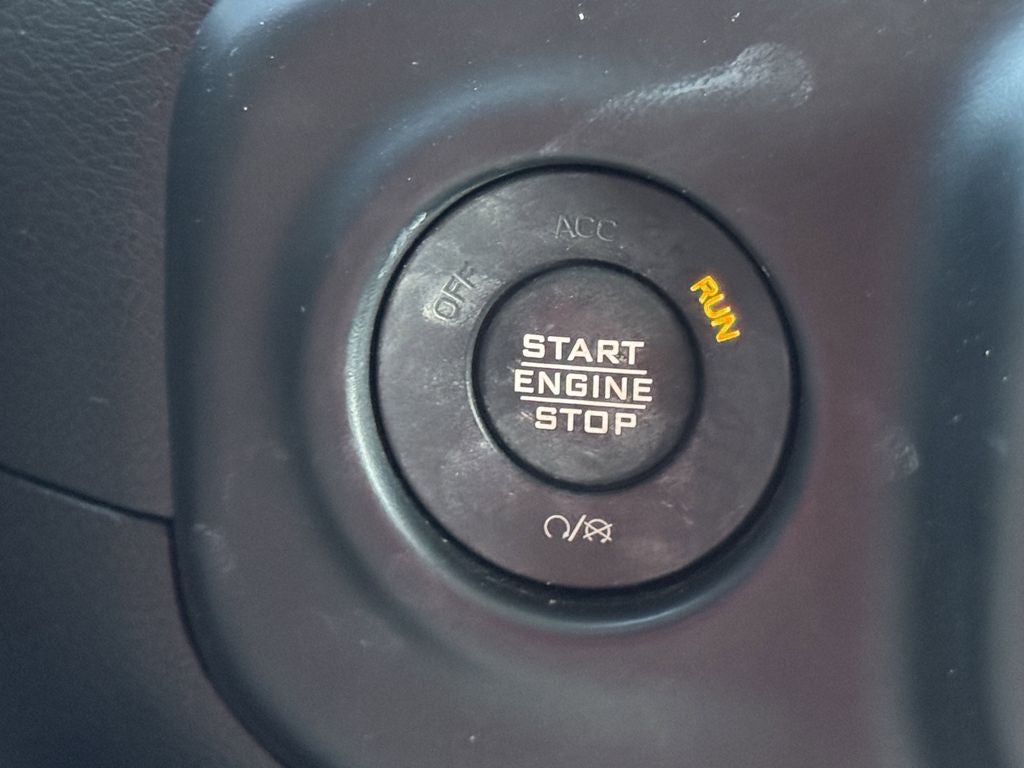 ACC
OFF
RUN
START
ENGINE
STOP